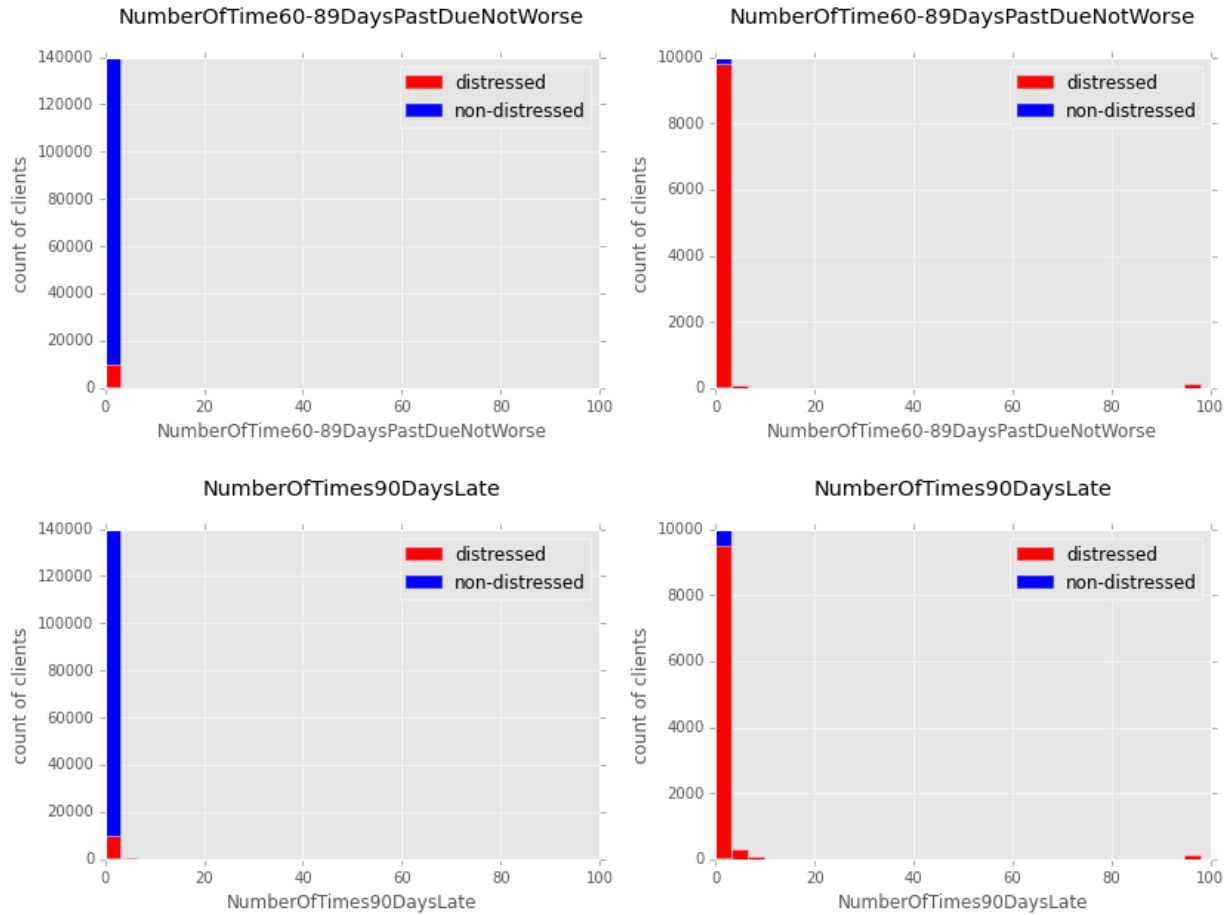 NumberOfTime60-89DaysPastDueNotWorse
140000
120000
100000
80000
60000
40000
20000
0
count of clients
distressed
non-distressed
0 20 40 60 80 100
NumberOfTime60-89DaysPastDueNotWorse
NumberOfTime60-89DaysPastDueNotWorse
10000
8000
6000
4000
2000
0
count of clients
distressed
non-distressed
0 20 40 60 80 100
NumberOfTime60-89DaysPastDueNotWorse
NumberOfTimes90DaysLate
140000
120000
100000
80000
60000
40000
20000
0
count of clients
distressed
non-distressed
0 20 40 60 80 100
NumberOfTimes90DaysLate
NumberOfTimes90DaysLate
10000
8000
6000
4000
2000
0
count of clients
distressed
non-distressed
0 20 40 60 80 100
NumberOfTimes90DaysLate